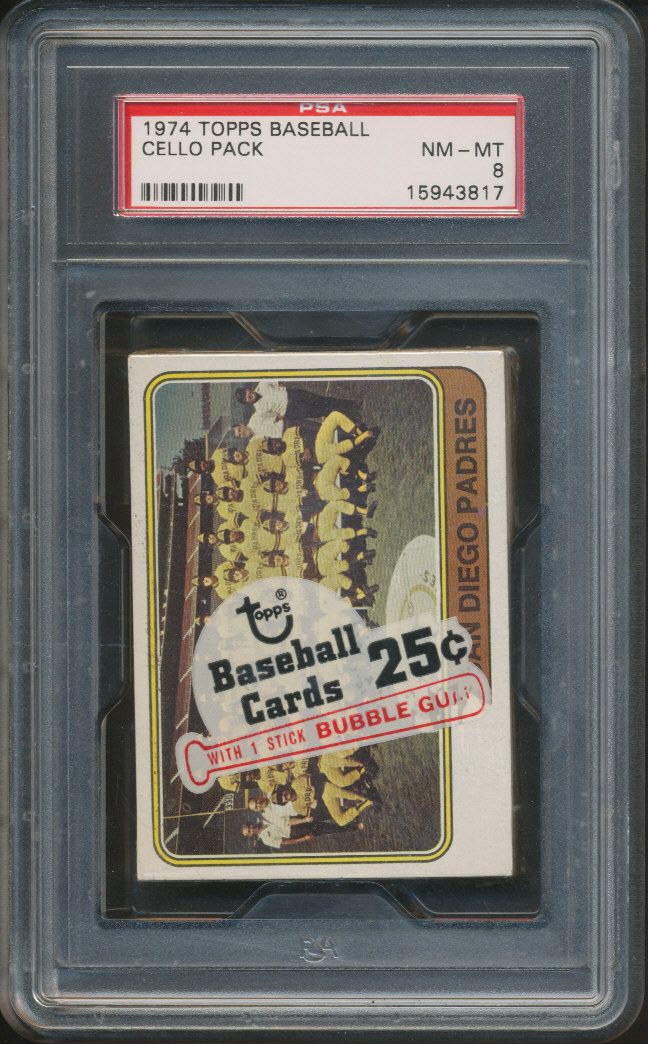 PSA
1974 TOPPS BASEBALL
CELLO PACK
NM - MT
8
15943817
SAN DIEGO PADRES
topps®
Baseball
Cards 25¢
WITH 1 STICK BUBBLE GUM
330